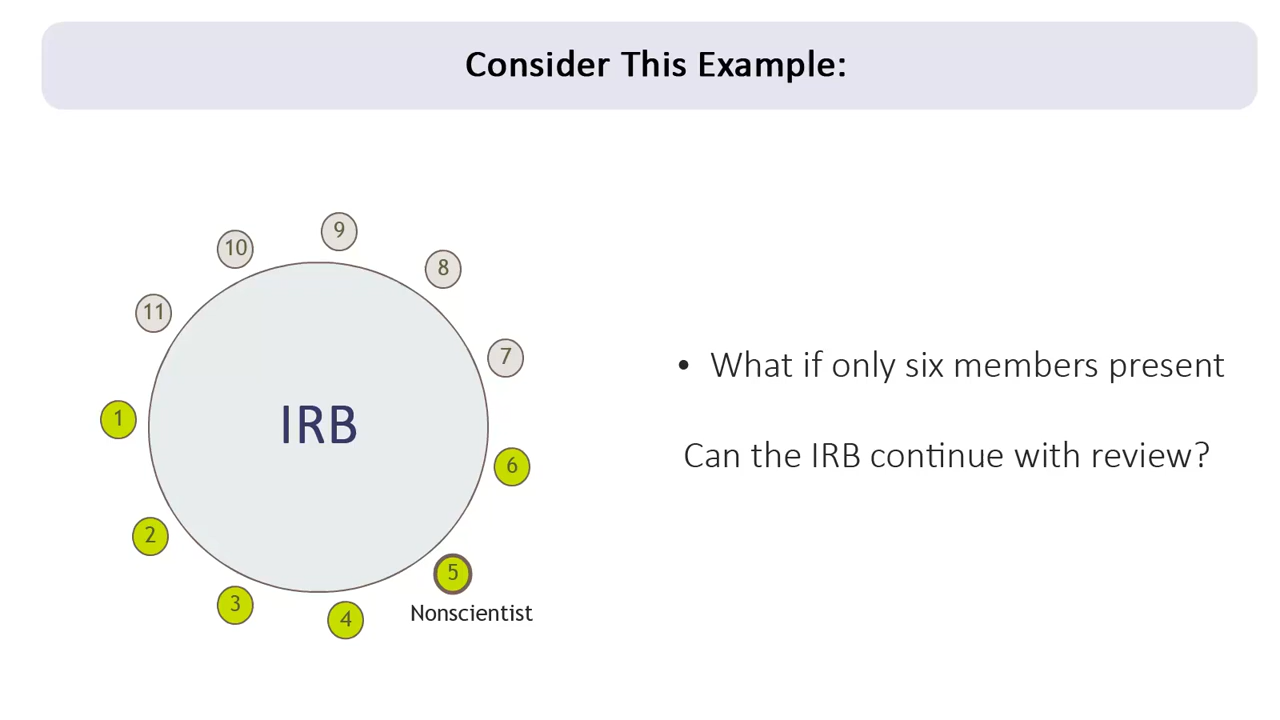 Consider This Example:
9
10
8
11
7
1
IRB
6
2
5
3
4
Nonscientist
• What if only six members present
Can the IRB continue with review?